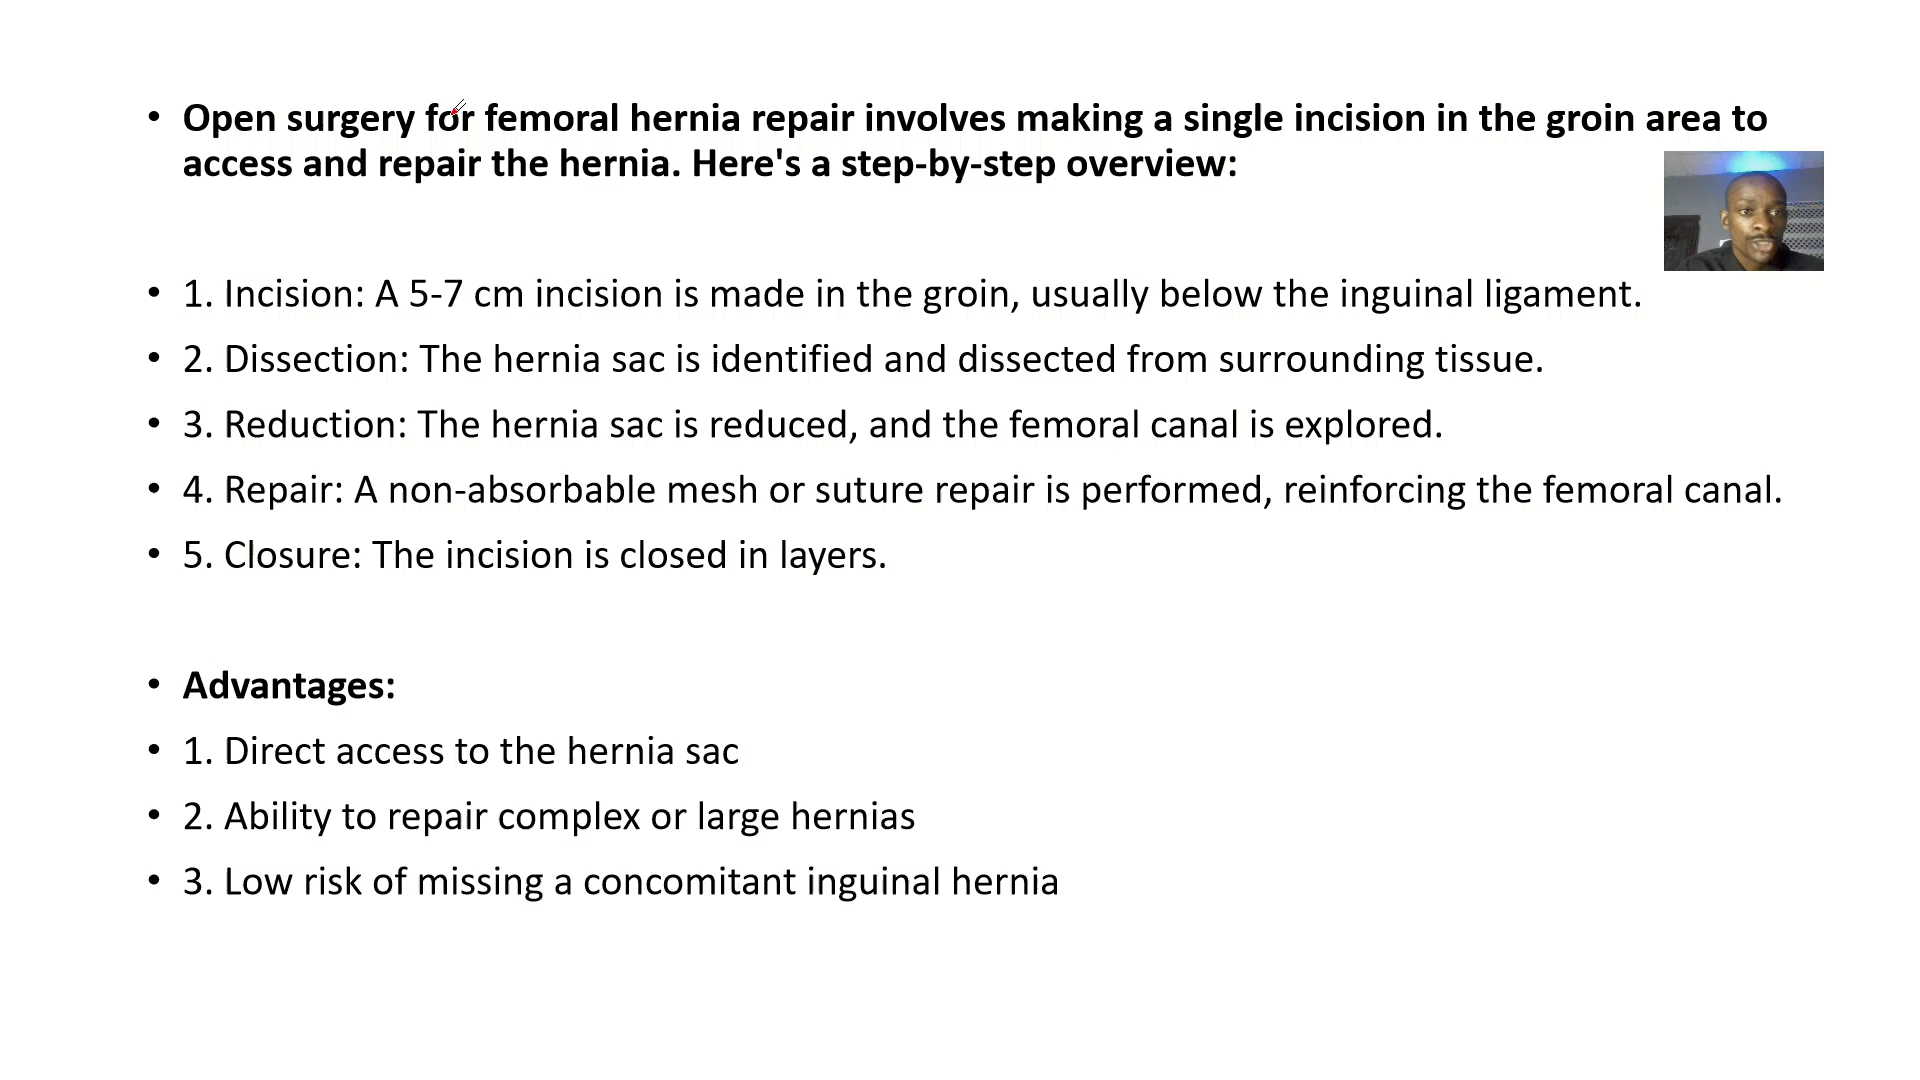 • Open surgery for femoral hernia repair involves making a single incision in the groin area to
access and repair the hernia. Here's a step-by-step overview:
• 1. Incision: A 5-7 cm incision is made in the groin, usually below the inguinal ligament.
• 2. Dissection: The hernia sac is identified and dissected from surrounding tissue.
• 3. Reduction: The hernia sac is reduced, and the femoral canal is explored.
• 4. Repair: A non-absorbable mesh or suture repair is performed, reinforcing the femoral canal.
• 5. Closure: The incision is closed in layers.
• Advantages:
• 1. Direct access to the hernia sac
• 2. Ability to repair complex or large hernias
• 3. Low risk of missing a concomitant inguinal hernia